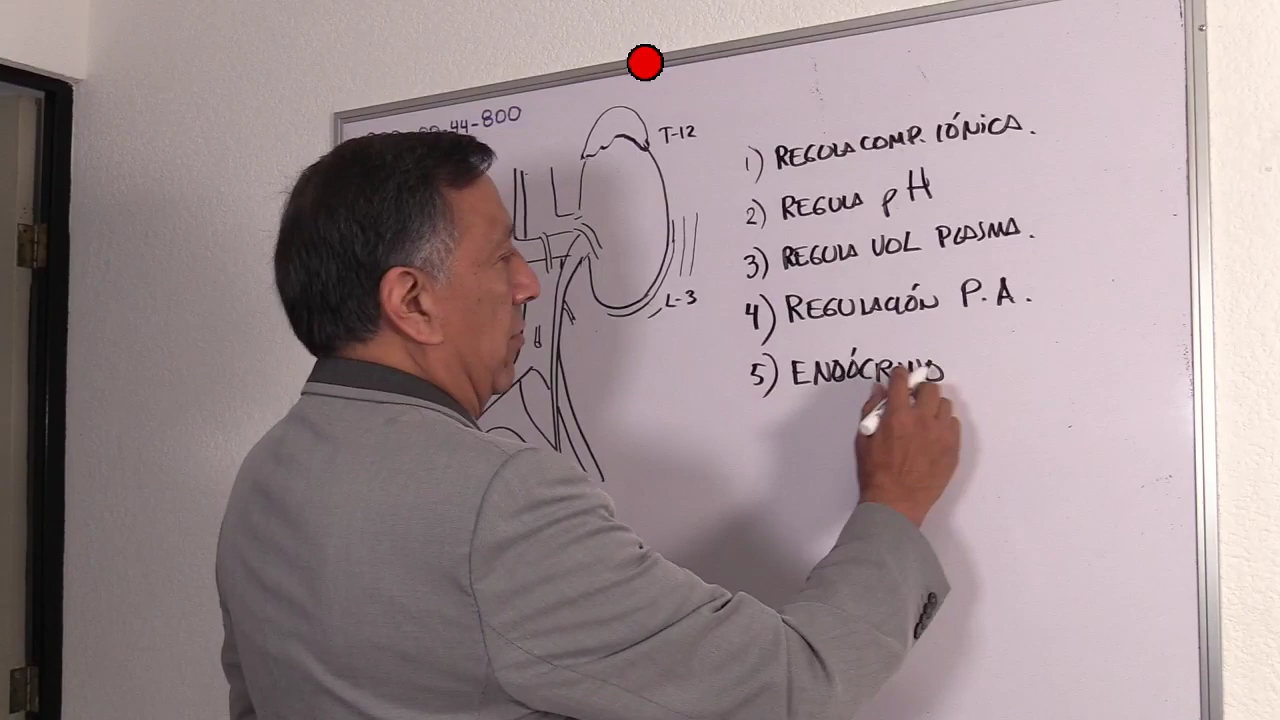 44-800
T-12
L-3
1) REGULA COMP. IÓNICA.
2) REGULA pH
3) REGULA VOL PLASMA.
4) REGULACIÓN P.A.
5) ENDÓCRINO